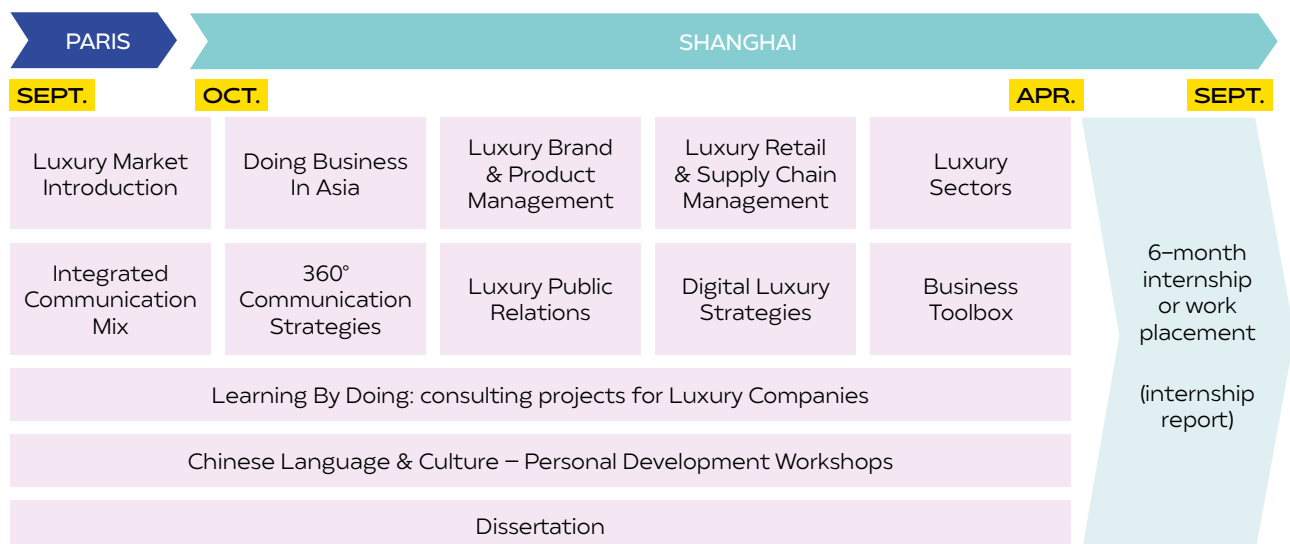 PARIS
SHANGHAI
SEPT.
OCT.
APR.
SEPT.
Luxury Market
Introduction
Doing Business
In Asia
Luxury Brand
& Product
Management
Luxury Retail
& Supply Chain
Management
Luxury
Sectors
Integrated
Communication
Mix
360°
Communication
Strategies
Luxury Public
Relations
Digital Luxury
Strategies
Business
Toolbox
6–month
internship
or work
placement
(internship
report)
Learning By Doing: consulting projects for Luxury Companies
Chinese Language & Culture – Personal Development Workshops
Dissertation